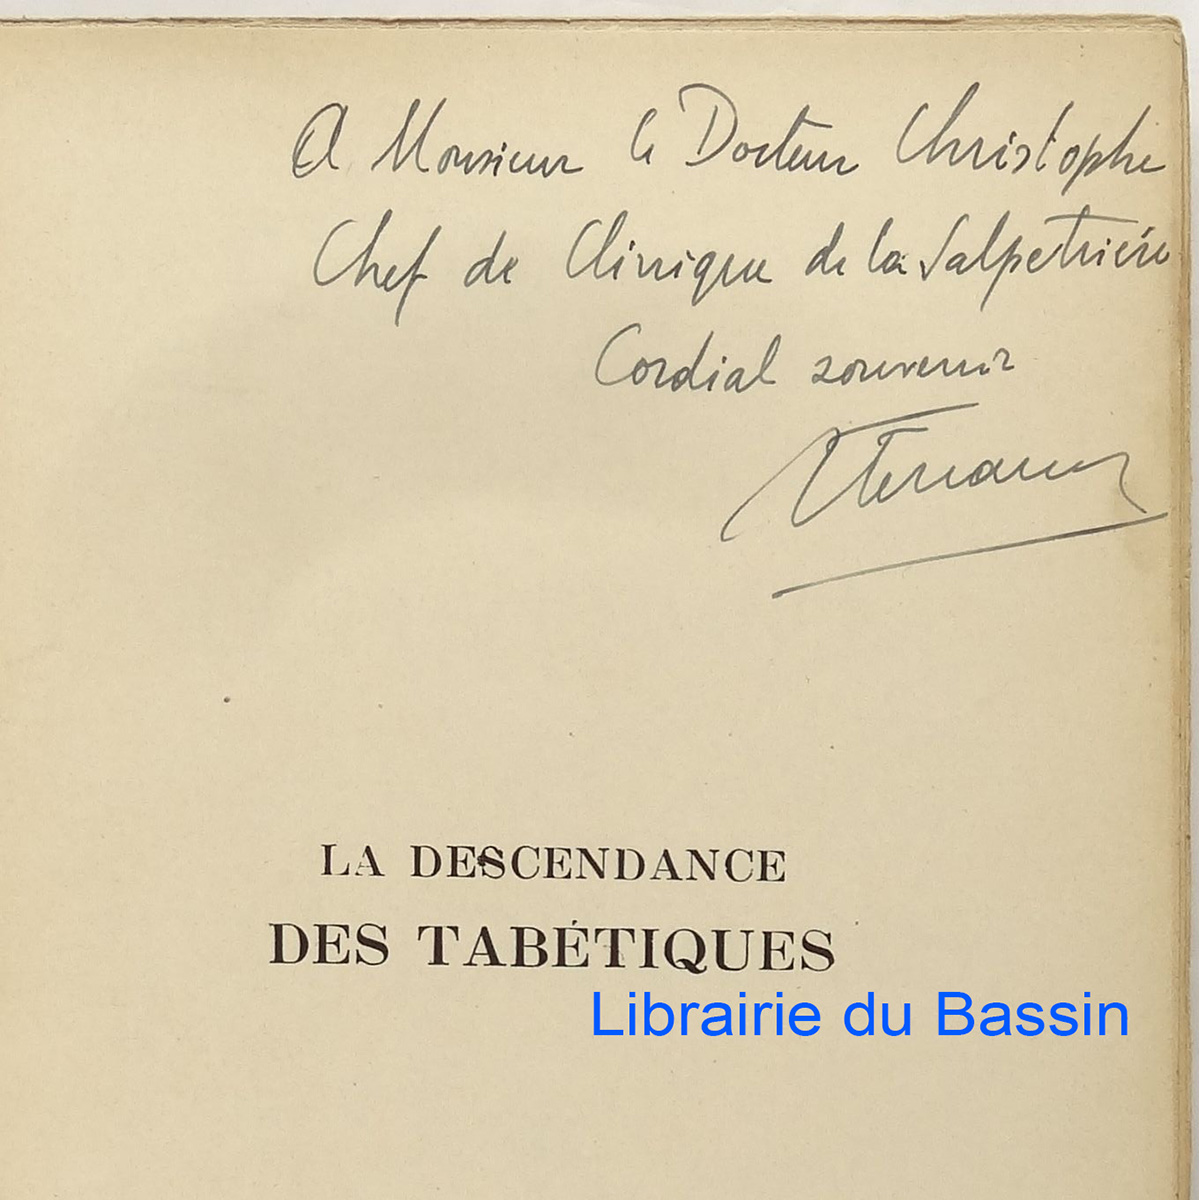 A Monsieur le Docteur Christophe
Chef de Clinique de la Salpetrière
Cordial souvenir
LA DESCENDANCE
DES TABÉTIQUES
Librairie du Bassin